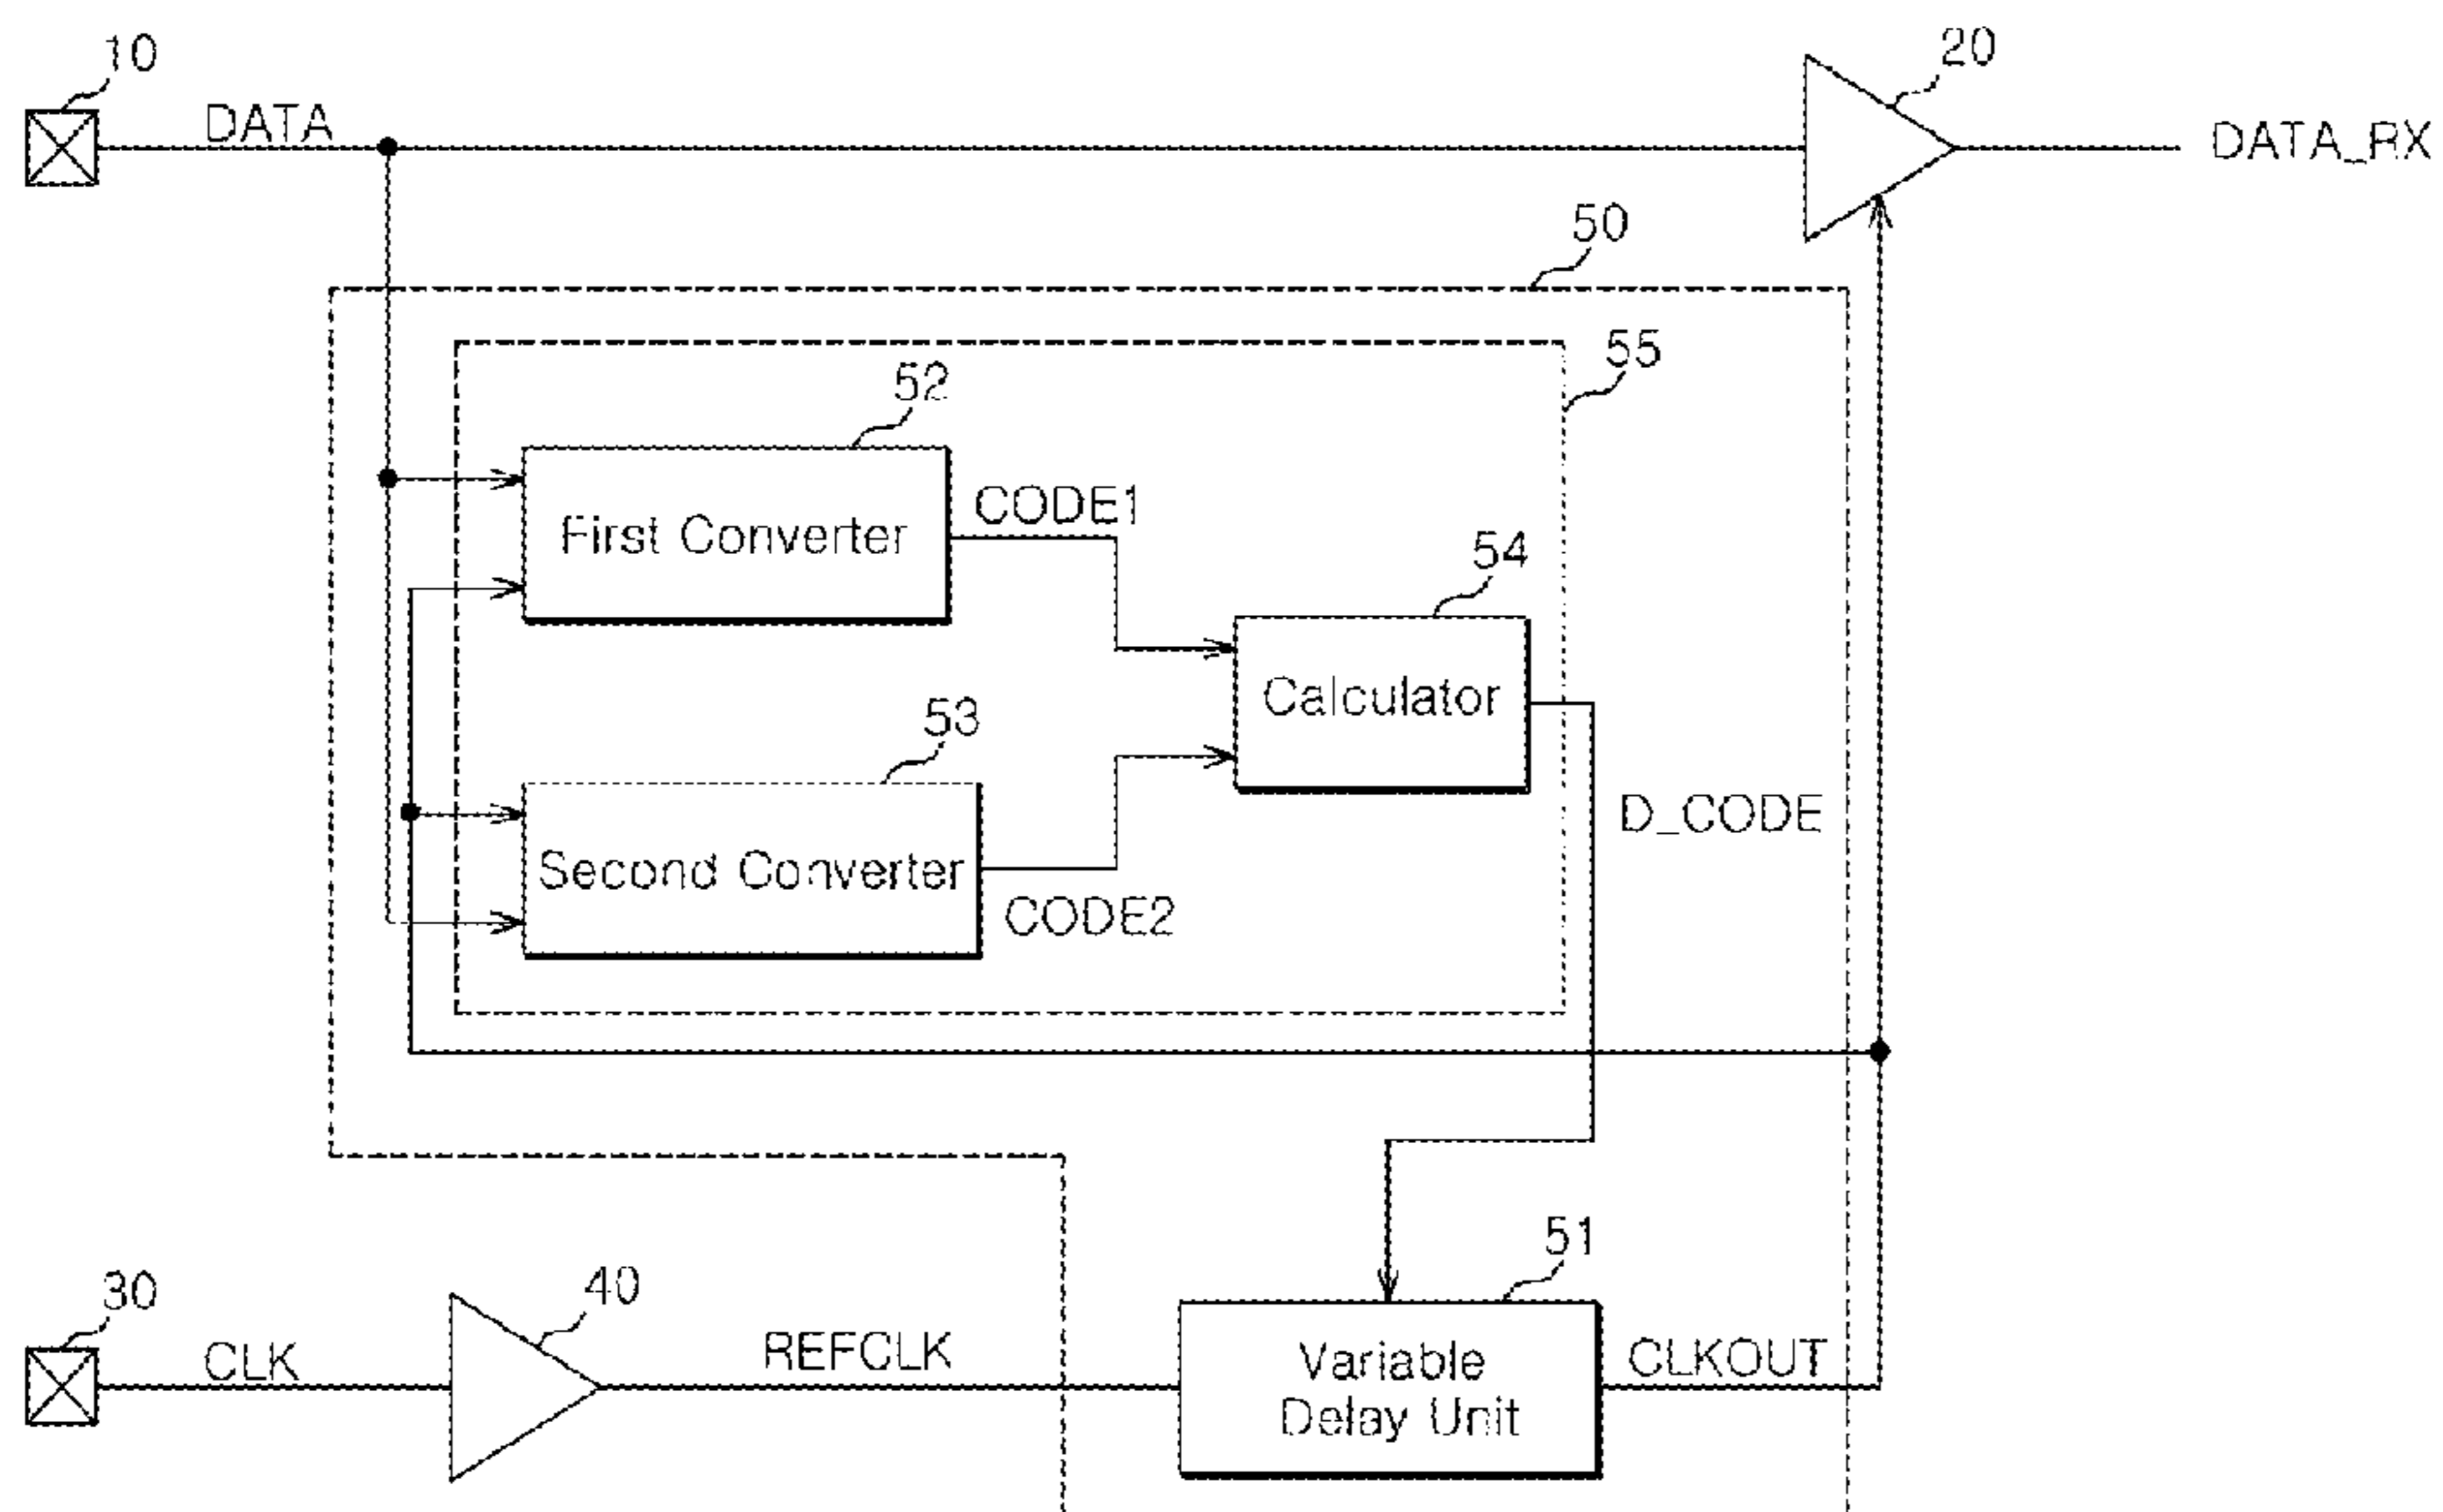 10
20
DATA
DATA_RX
50
55
52
First Converter
CODE1
54
Calculator
53
Second Converter
CODE2
D_CODE
51
30
40
CLK
REFCLK
Variable
Delay Unit
CLKOUT